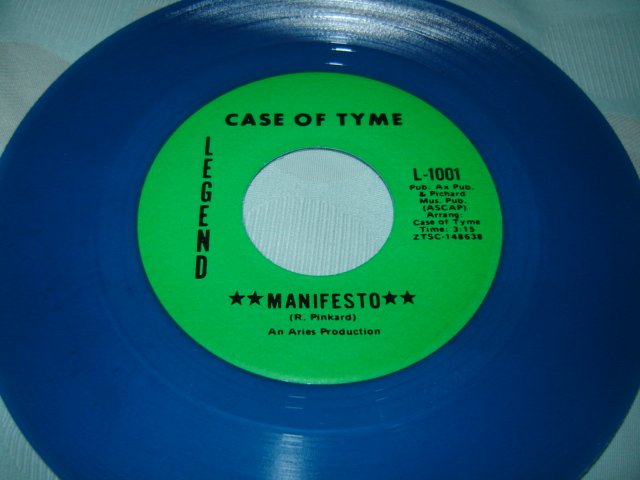 CASE OF TYME
LEGEND
L-1001
Pub: Ax Pub.
& Pichard
Mus. Pub.
(ASCAP)
Arrang:
Case of Tyme
Time: 3:15
ZTSC-148638
★★MANIFESTO★★
(R. Pinkard)
An Aries Production